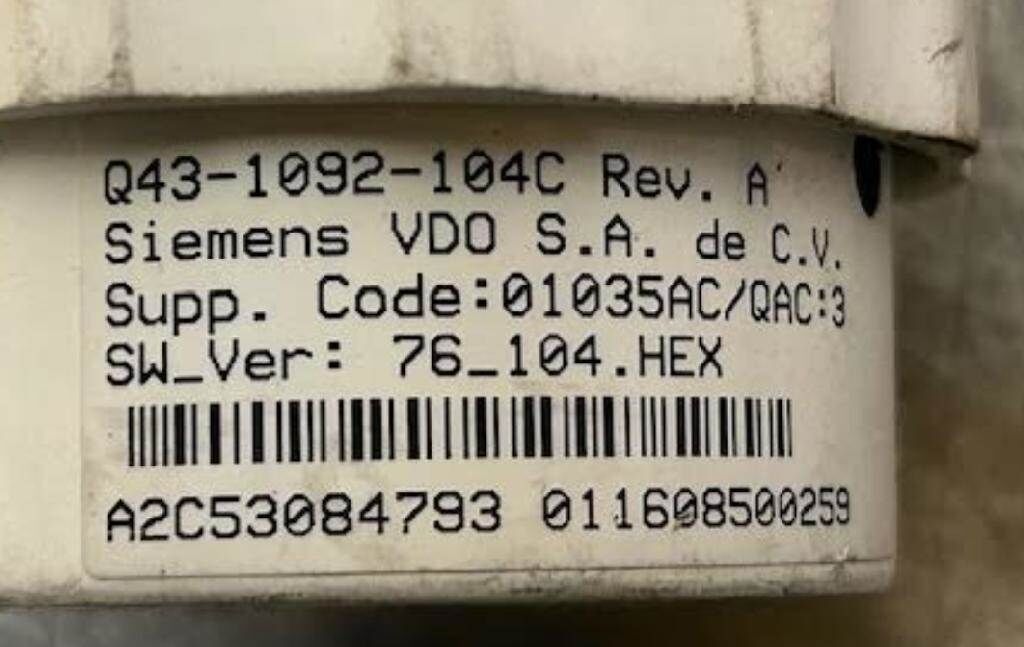 Q43-1092-104C Rev. A
Siemens VDO S.A. de C.V.
Supp. Code:01035AC/QAC:3
SW_Ver: 76_104.HEX
A2C53084793 011608500259